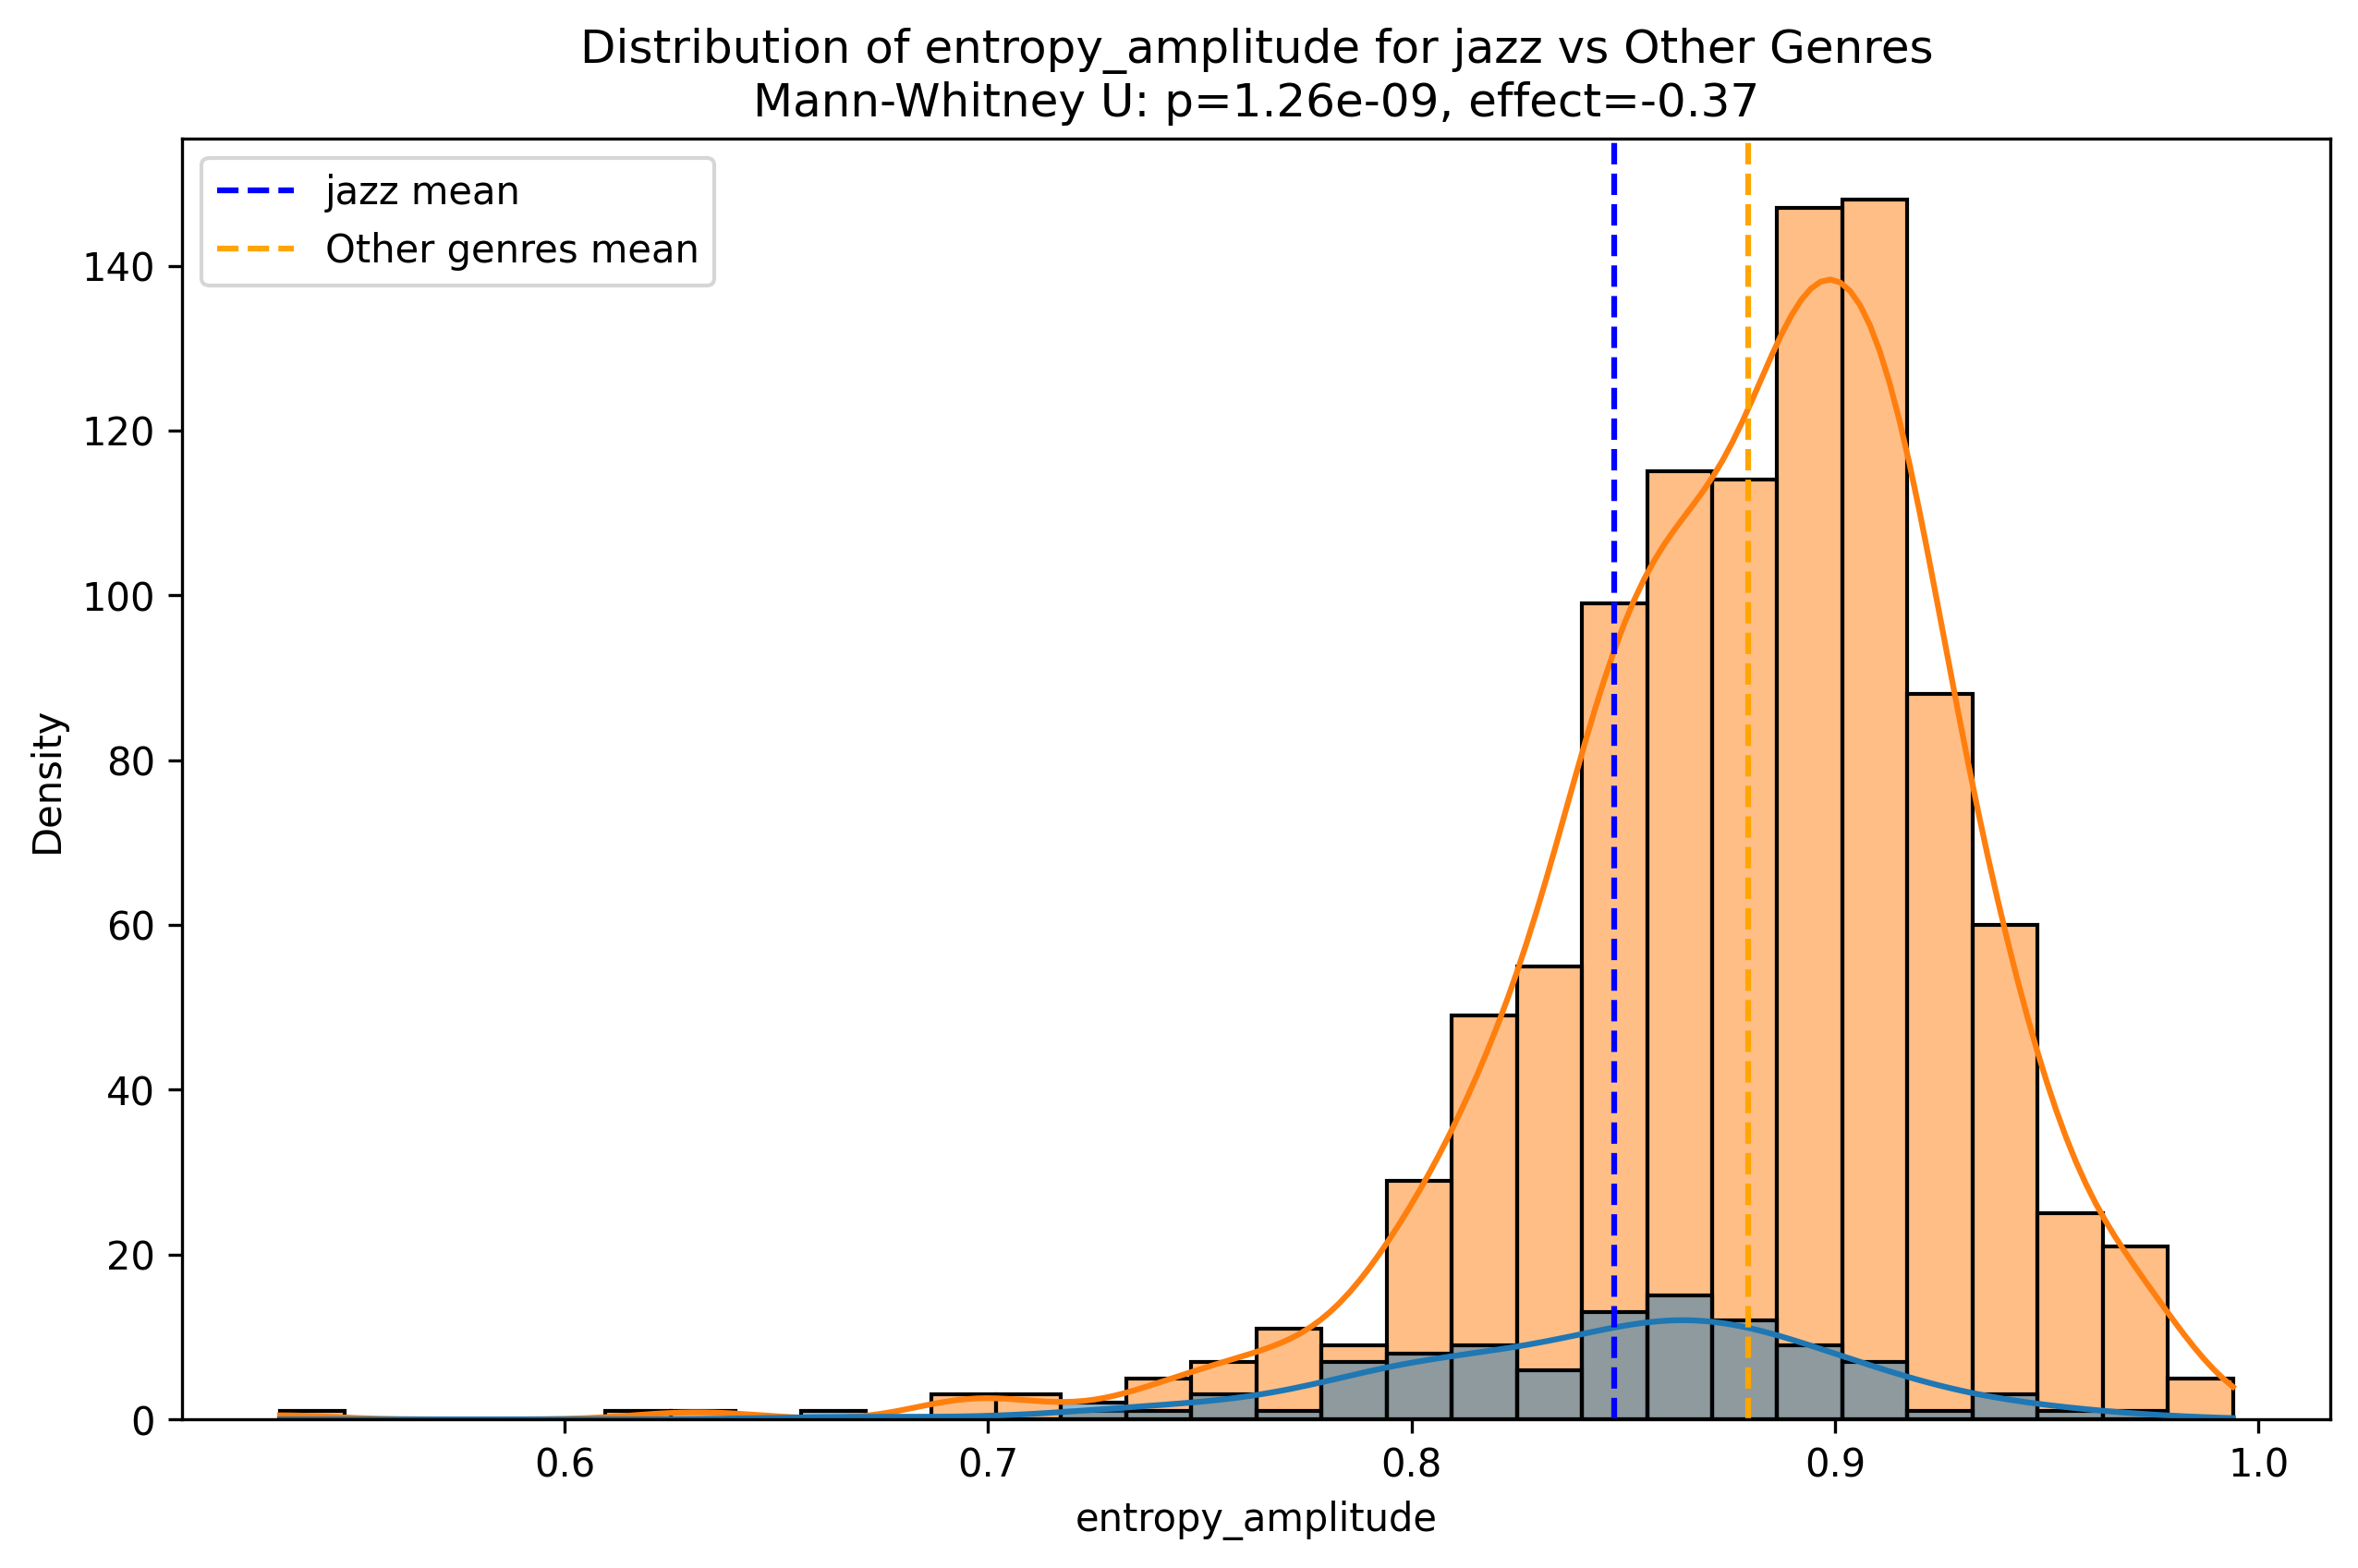 Distribution of entropy_amplitude for jazz vs Other Genres
Mann-Whitney U: p=1.26e-09, effect=-0.37
jazz mean
Other genres mean
140
120
100
80
60
40
20
0
Density
0.6
0.7
0.8
0.9
1.0
entropy_amplitude